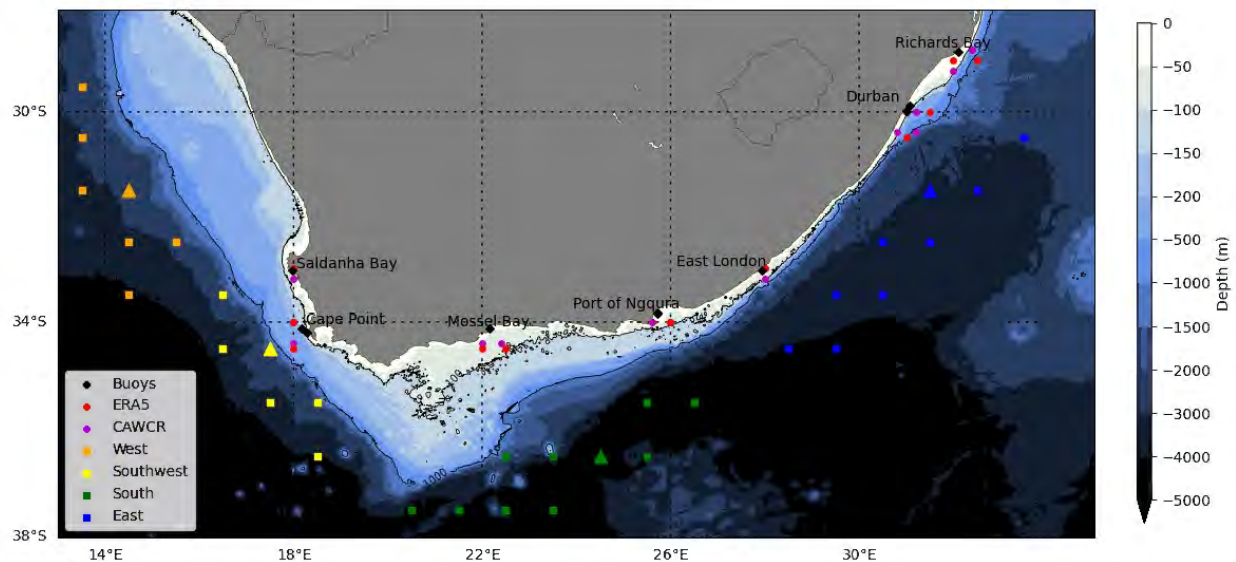 Richards Bay
30°S
Durban
Saldanha Bay
East London
Port of Ngqura
34°S
Cape Point
Mossel Bay
100
1000
Buoys
ERA5
CAWCR
West
Southwest
South
East
38°S
14°E
18°E
22°E
26°E
30°E
0
−50
−100
−150
−200
−500
−1000
−1500
−2000
−3000
−4000
−5000
Depth (m)